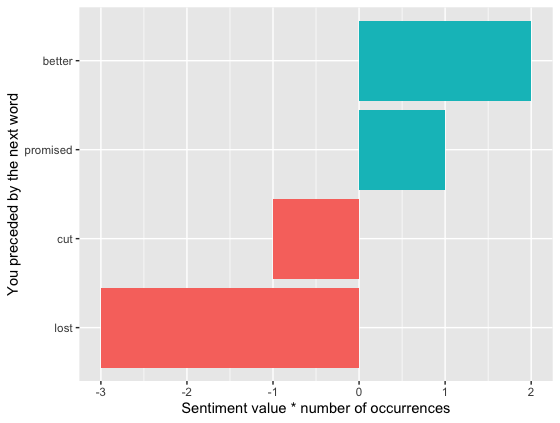 You preceded by the next word
better
promised
cut
lost
-3 -2 -1 0 1 2
Sentiment value * number of occurrences